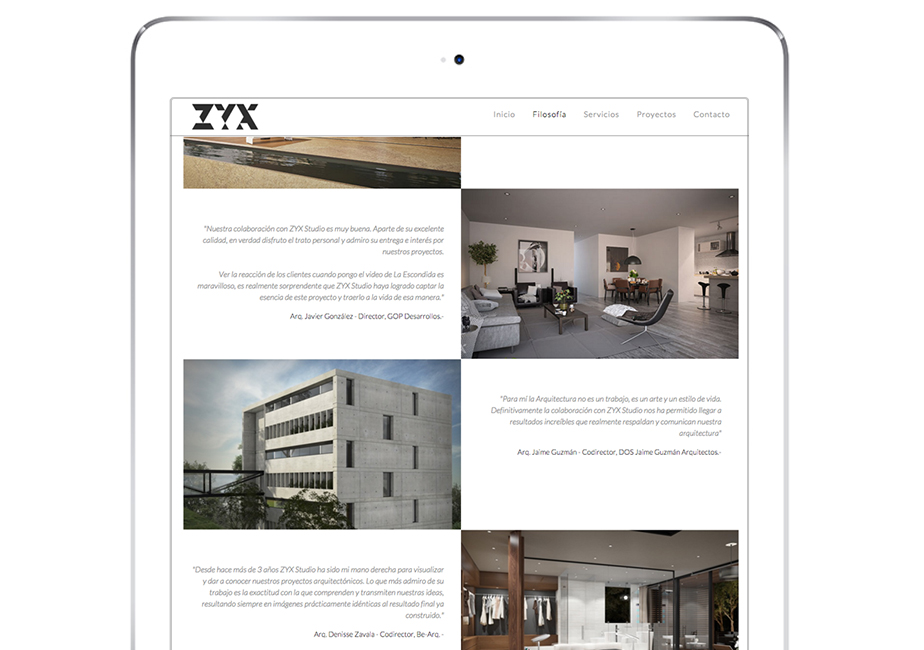 ZYX
Inicio Filosofía Servicios Proyectos Contacto
"Nuestra colaboración con ZYX Studio es muy buena. Aparte de su excelente
calidad, en verdad disfruto el trato personal y admiro su entrega e interés por
nuestros proyectos.
Ver la reacción de los clientes cuando pongo el video de La Escondida es
maravilloso, es realmente sorprendente que ZYX Studio haya logrado captar la
esencia de este proyecto y traerlo a la vida de esa manera."
Arq. Javier González - Director, GOP Desarrollos.-
"Para mí la Arquitectura no es un trabajo, es un arte y un estilo de vida.
Definitivamente la colaboración con ZYX Studio nos ha permitido llegar a
resultados increíbles que realmente respaldan y comunican nuestra
arquitectura"
Arq. Jaime Guzmán - Codirector, DOS Jaime Guzmán Arquitectos.-
"Desde hace más de 3 años ZYX Studio ha sido mi mano derecha para visualizar
y dar a conocer nuestros proyectos arquitectónicos. Lo que más admiro de su
trabajo es la exactitud con la que comprenden y transmiten nuestras ideas,
resultando siempre en imágenes prácticamente idénticas al resultado final ya
construido."
Arq. Denisse Zavala - Codirector, Be-Arq. -